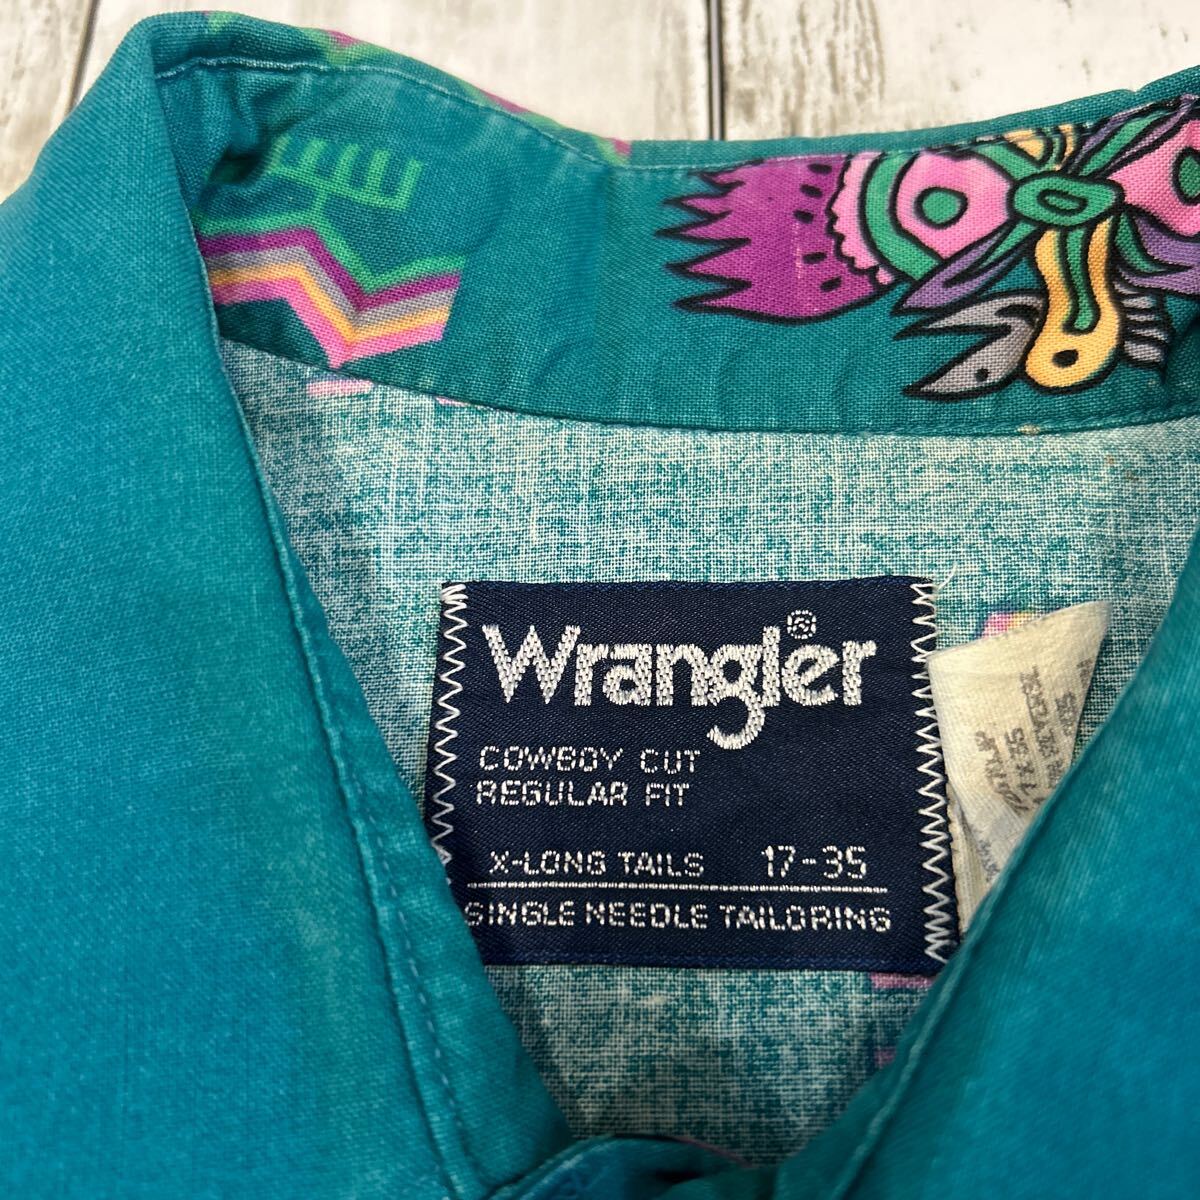 Wrangler®
COWBOY CUT
REGULAR FIT
X-LONG TAILS 17-35
SINGLE NEEDLE TAILORING